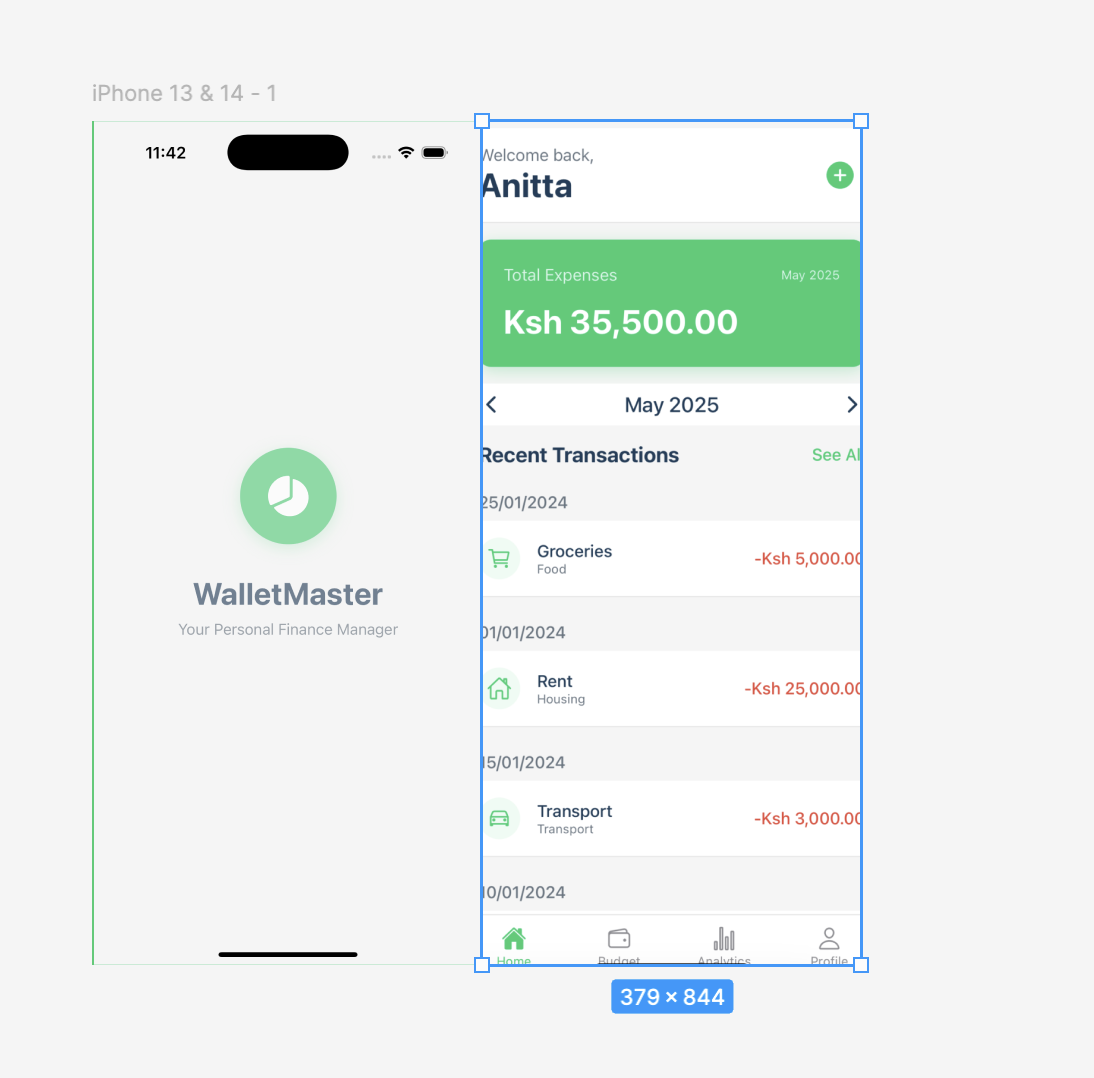 iPhone 13 & 14 - 1
11:42
WalletMaster
Your Personal Finance Manager
Welcome back,
Anitta
Total Expenses
May 2025
Ksh 35,500.00
May 2025
Recent Transactions
See Al
25/01/2024
Groceries
Food
-Ksh 5,000.00
01/01/2024
Rent
Housing
-Ksh 25,000.00
15/01/2024
Transport
Transport
-Ksh 3,000.00
10/01/2024
Home
Budget
Analytics
Profile
379 × 844